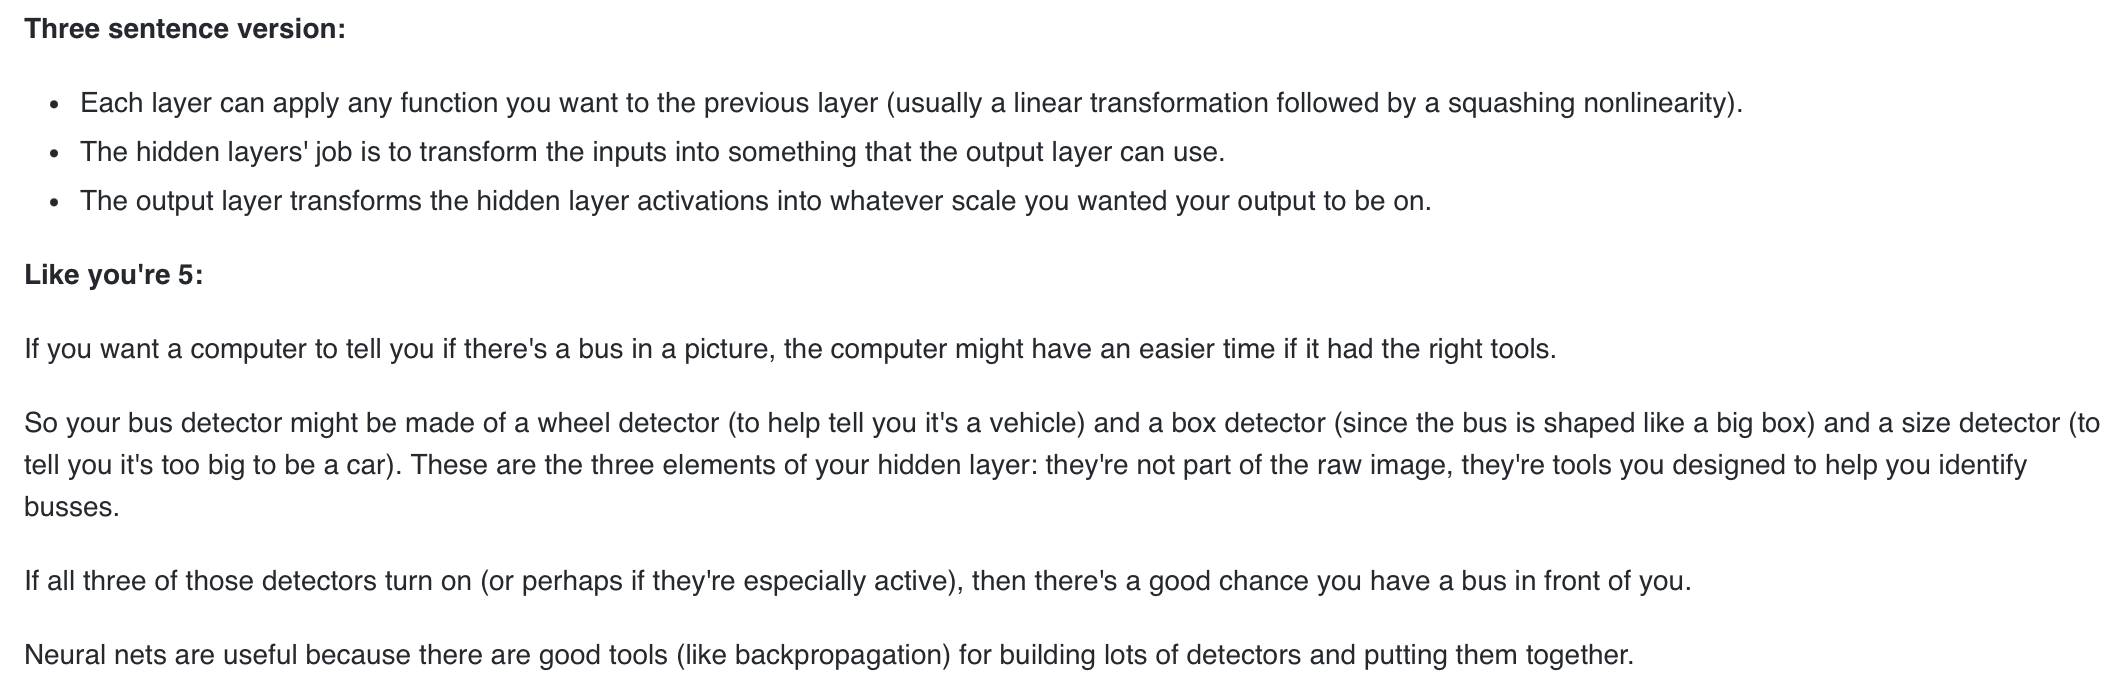 Three sentence version:
• Each layer can apply any function you want to the previous layer (usually a linear transformation followed by a squashing nonlinearity).
• The hidden layers' job is to transform the inputs into something that the output layer can use.
• The output layer transforms the hidden layer activations into whatever scale you wanted your output to be on.
Like you're 5:
If you want a computer to tell you if there's a bus in a picture, the computer might have an easier time if it had the right tools.
So your bus detector might be made of a wheel detector (to help tell you it's a vehicle) and a box detector (since the bus is shaped like a big box) and a size detector (to
tell you it's too big to be a car). These are the three elements of your hidden layer: they're not part of the raw image, they're tools you designed to help you identify
busses.
If all three of those detectors turn on (or perhaps if they're especially active), then there's a good chance you have a bus in front of you.
Neural nets are useful because there are good tools (like backpropagation) for building lots of detectors and putting them together.